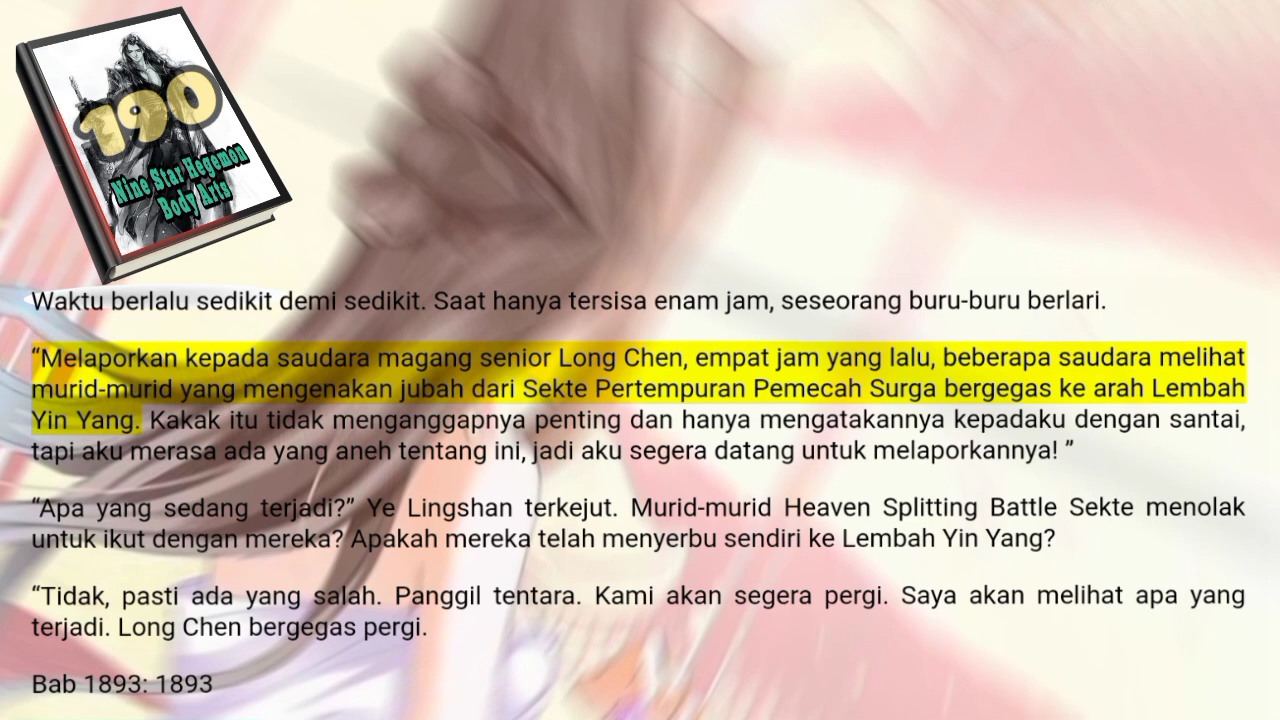 190
Nine Star Hegemon
Body Arts
Waktu berlalu sedikit demi sedikit. Saat hanya tersisa enam jam, seseorang buru-buru berlari.
“Melaporkan kepada saudara magang senior Long Chen, empat jam yang lalu, beberapa saudara melihat
murid-murid yang mengenakan jubah dari Sekte Pertempuran Pemecah Surga bergegas ke arah Lembah
Yin Yang. Kakak itu tidak menganggapnya penting dan hanya mengatakannya kepadaku dengan santai,
tapi aku merasa ada yang aneh tentang ini, jadi aku segera datang untuk melaporkannya! ”
“Apa yang sedang terjadi?” Ye Lingshan terkejut. Murid-murid Heaven Splitting Battle Sekte menolak
untuk ikut dengan mereka? Apakah mereka telah menyerbu sendiri ke Lembah Yin Yang?
“Tidak, pasti ada yang salah. Panggil tentara. Kami akan segera pergi. Saya akan melihat apa yang
terjadi. Long Chen bergegas pergi.
Bab 1893: 1893